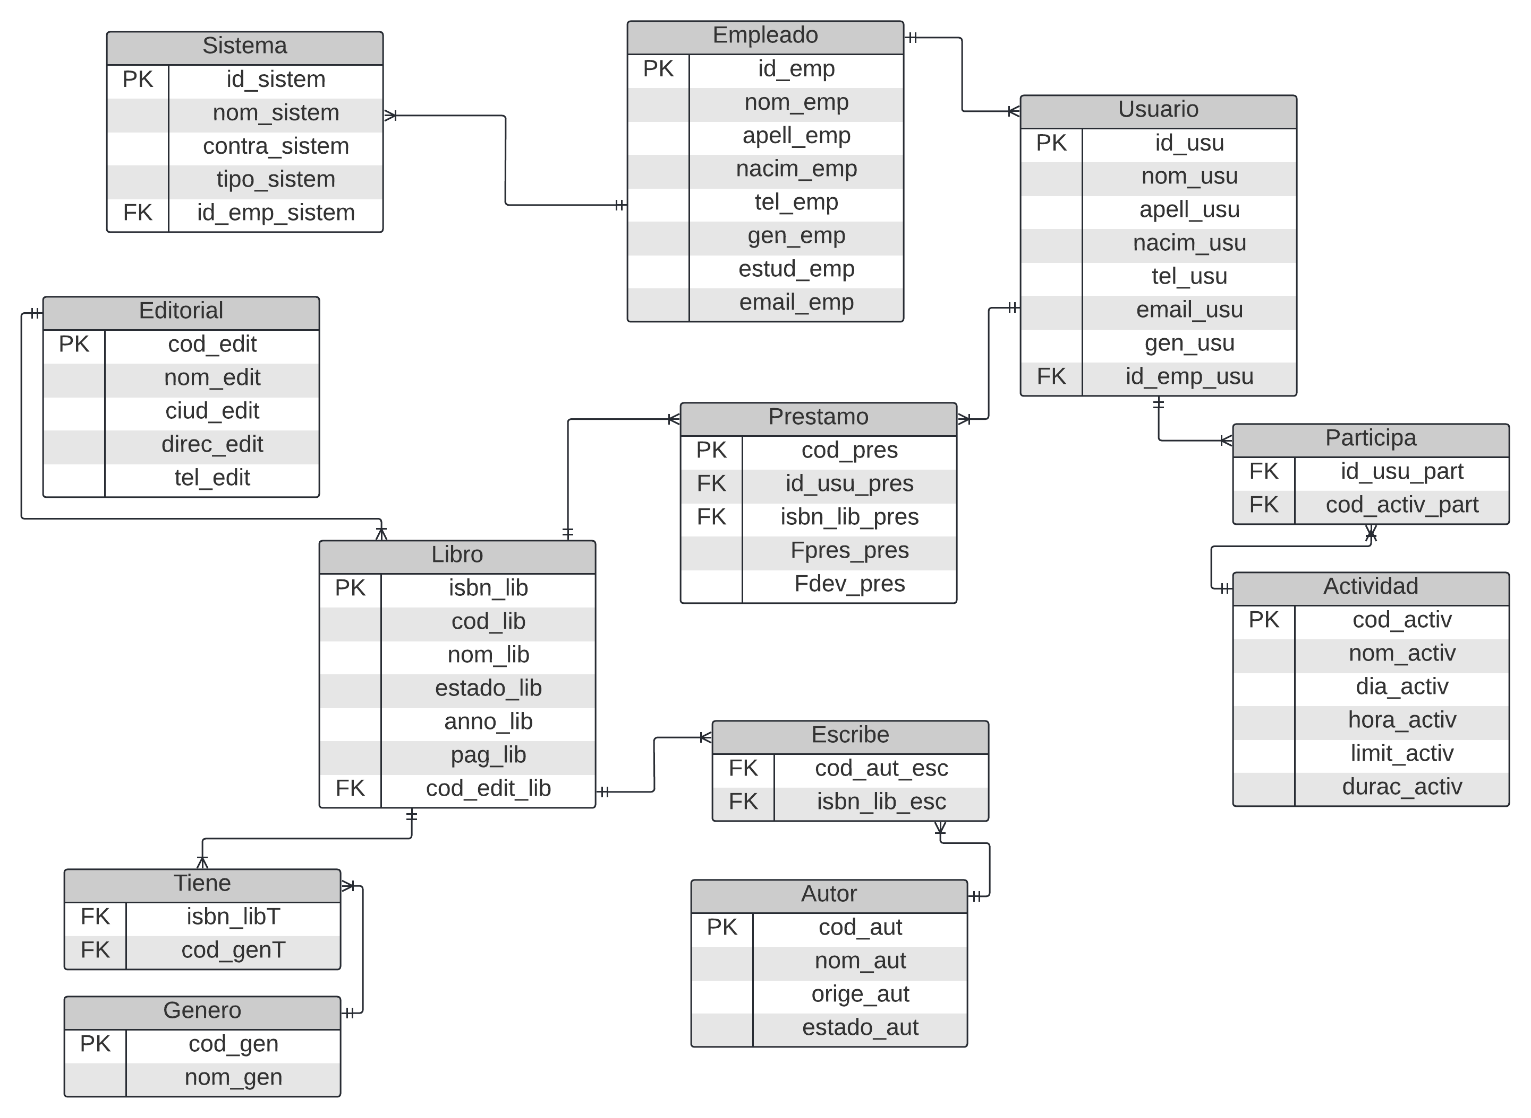 Sistema
PK id_sistem
nom_sistem
contra_sistem
tipo_sistem
FK id_emp_sistem
Empleado
PK id_emp
nom_emp
apell_emp
nacim_emp
tel_emp
gen_emp
estud_emp
email_emp
Usuario
PK id_usu
nom_usu
apell_usu
nacim_usu
tel_usu
email_usu
gen_usu
FK id_emp_usu
Editorial
PK cod_edit
nom_edit
ciud_edit
direc_edit
tel_edit
Prestamo
PK cod_pres
FK id_usu_pres
FK isbn_lib_pres
Fpres_pres
Fdev_pres
Participa
FK id_usu_part
FK cod_activ_part
Libro
PK isbn_lib
cod_lib
nom_lib
estado_lib
anno_lib
pag_lib
FK cod_edit_lib
Actividad
PK cod_activ
nom_activ
dia_activ
hora_activ
limit_activ
durac_activ
Escribe
FK cod_aut_esc
FK isbn_lib_esc
Tiene
FK isbn_libT
FK cod_genT
Autor
PK cod_aut
nom_aut
orige_aut
estado_aut
Genero
PK cod_gen
nom_gen